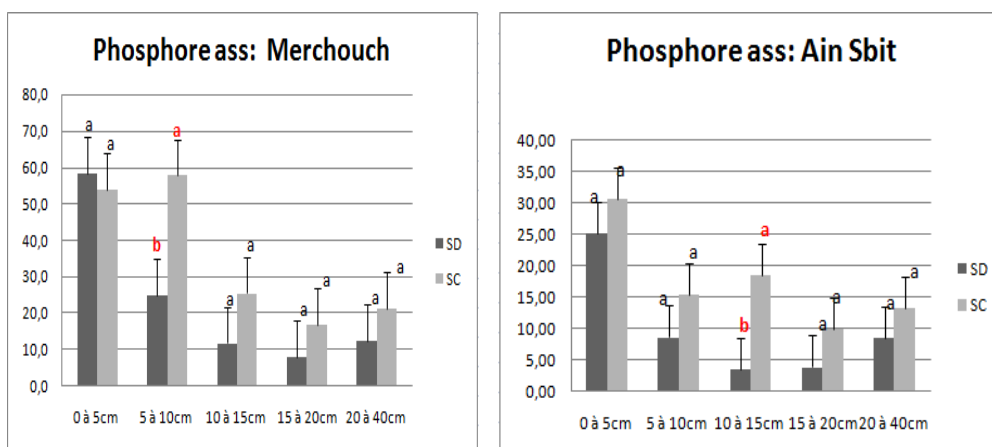 Phosphore ass: Merchouch
80,0
70,0
60,0
50,0
40,0
30,0
20,0
10,0
0,0
a
a
b
a
a
a
a
a
a
a
0 à 5cm
5 à 10cm
10 à 15cm
15 à 20cm
20 à 40cm
SD
SC
Phosphore ass: Ain Sbit
40,00
35,00
30,00
25,00
20,00
15,00
10,00
5,00
0,00
a
a
a
a
b
a
a
a
a
a
0 à 5cm
5 à 10cm
10 à 15cm
15 à 20cm
20 à 40cm
SD
SC